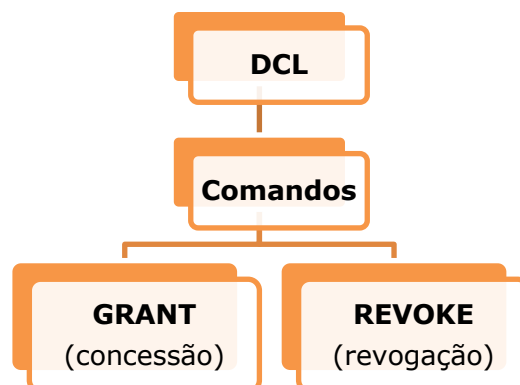 DCL
Comandos
GRANT
(concessão)
REVOKE
(revogação)